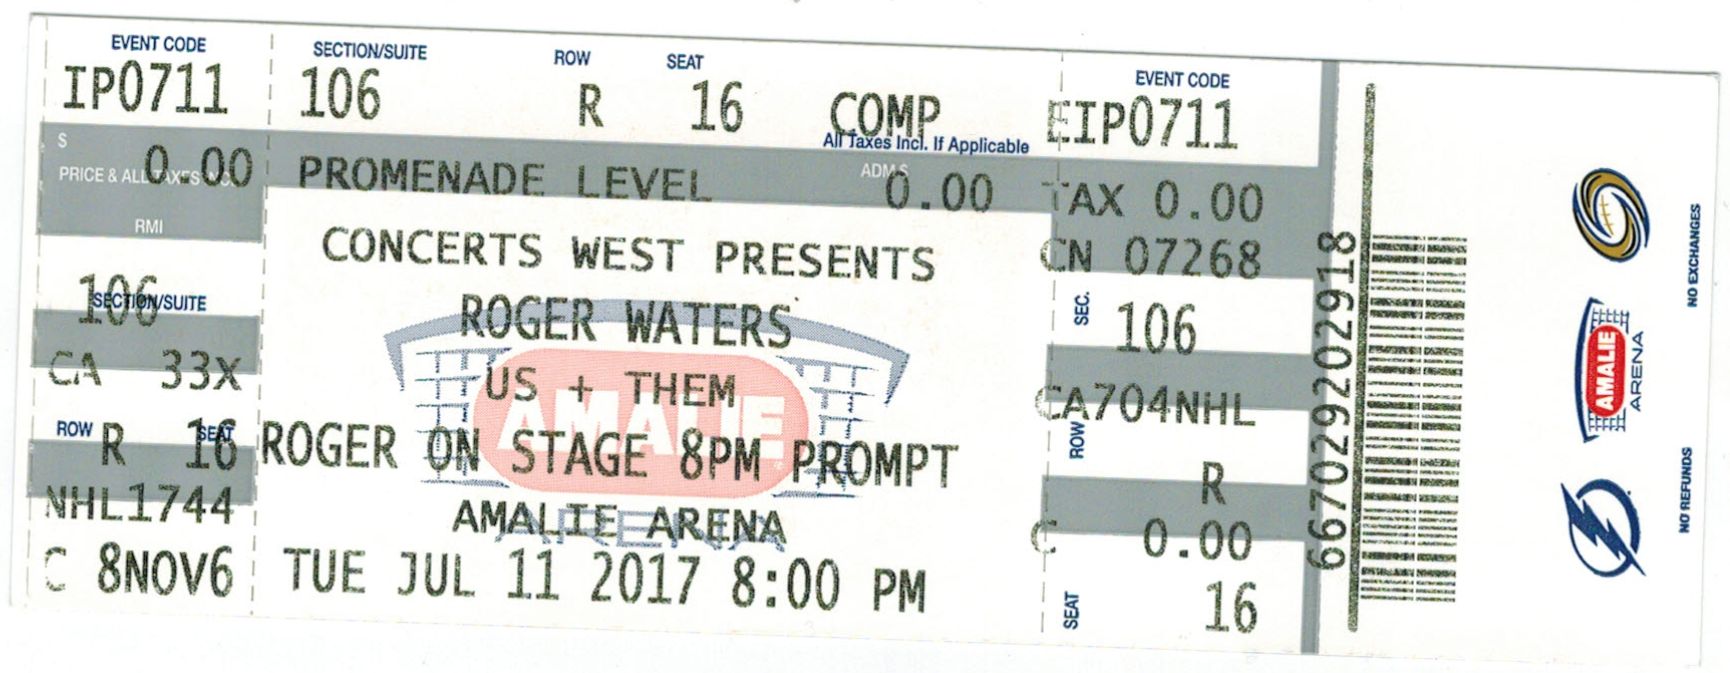 EVENT CODE
IP0711
$ 0.00
PRICE & ALL TAXES INC.
RMI
106
SECTION/SUITE
CA 33X
ROW SEAT
R 16
NHL1744
C 8NOV6
SECTION/SUITE ROW SEAT
106 R 16 COMP
All Taxes Incl. If Applicable
PROMENADE LEVEL ADM $ 0.00
CONCERTS WEST PRESENTS
ROGER WATERS
US + THEM
ROGER ON STAGE 8PM PROMPT
AMALIE ARENA
TUE JUL 11 2017 8:00 PM
AMALIE
ARENA
EVENT CODE
EIP0711
TAX 0.00
CN 07268
SEC. 106
CA704NHL
ROW R
C 0.00
SEAT 16
667029202918
AMALIE
ARENA
NO EXCHANGES
NO REFUNDS